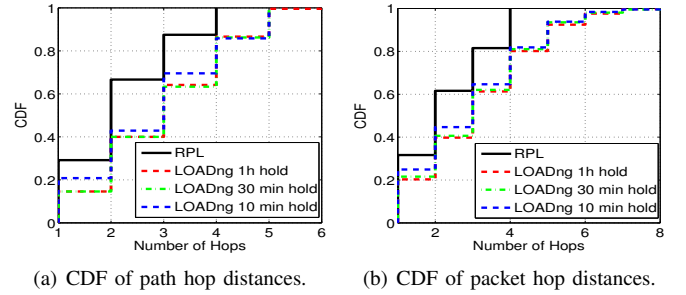 1
0.8
0.6
0.4
0.2
0
CDF
RPL
LOADng 1h hold
LOADng 30 min hold
LOADng 10 min hold
1 2 3 4 5 6
Number of Hops
(a) CDF of path hop distances.
1
0.8
0.6
0.4
0.2
0
CDF
RPL
LOADng 1h hold
LOADng 30 min hold
LOADng 10 min hold
2 4 6 8
Number of Hops
(b) CDF of packet hop distances.